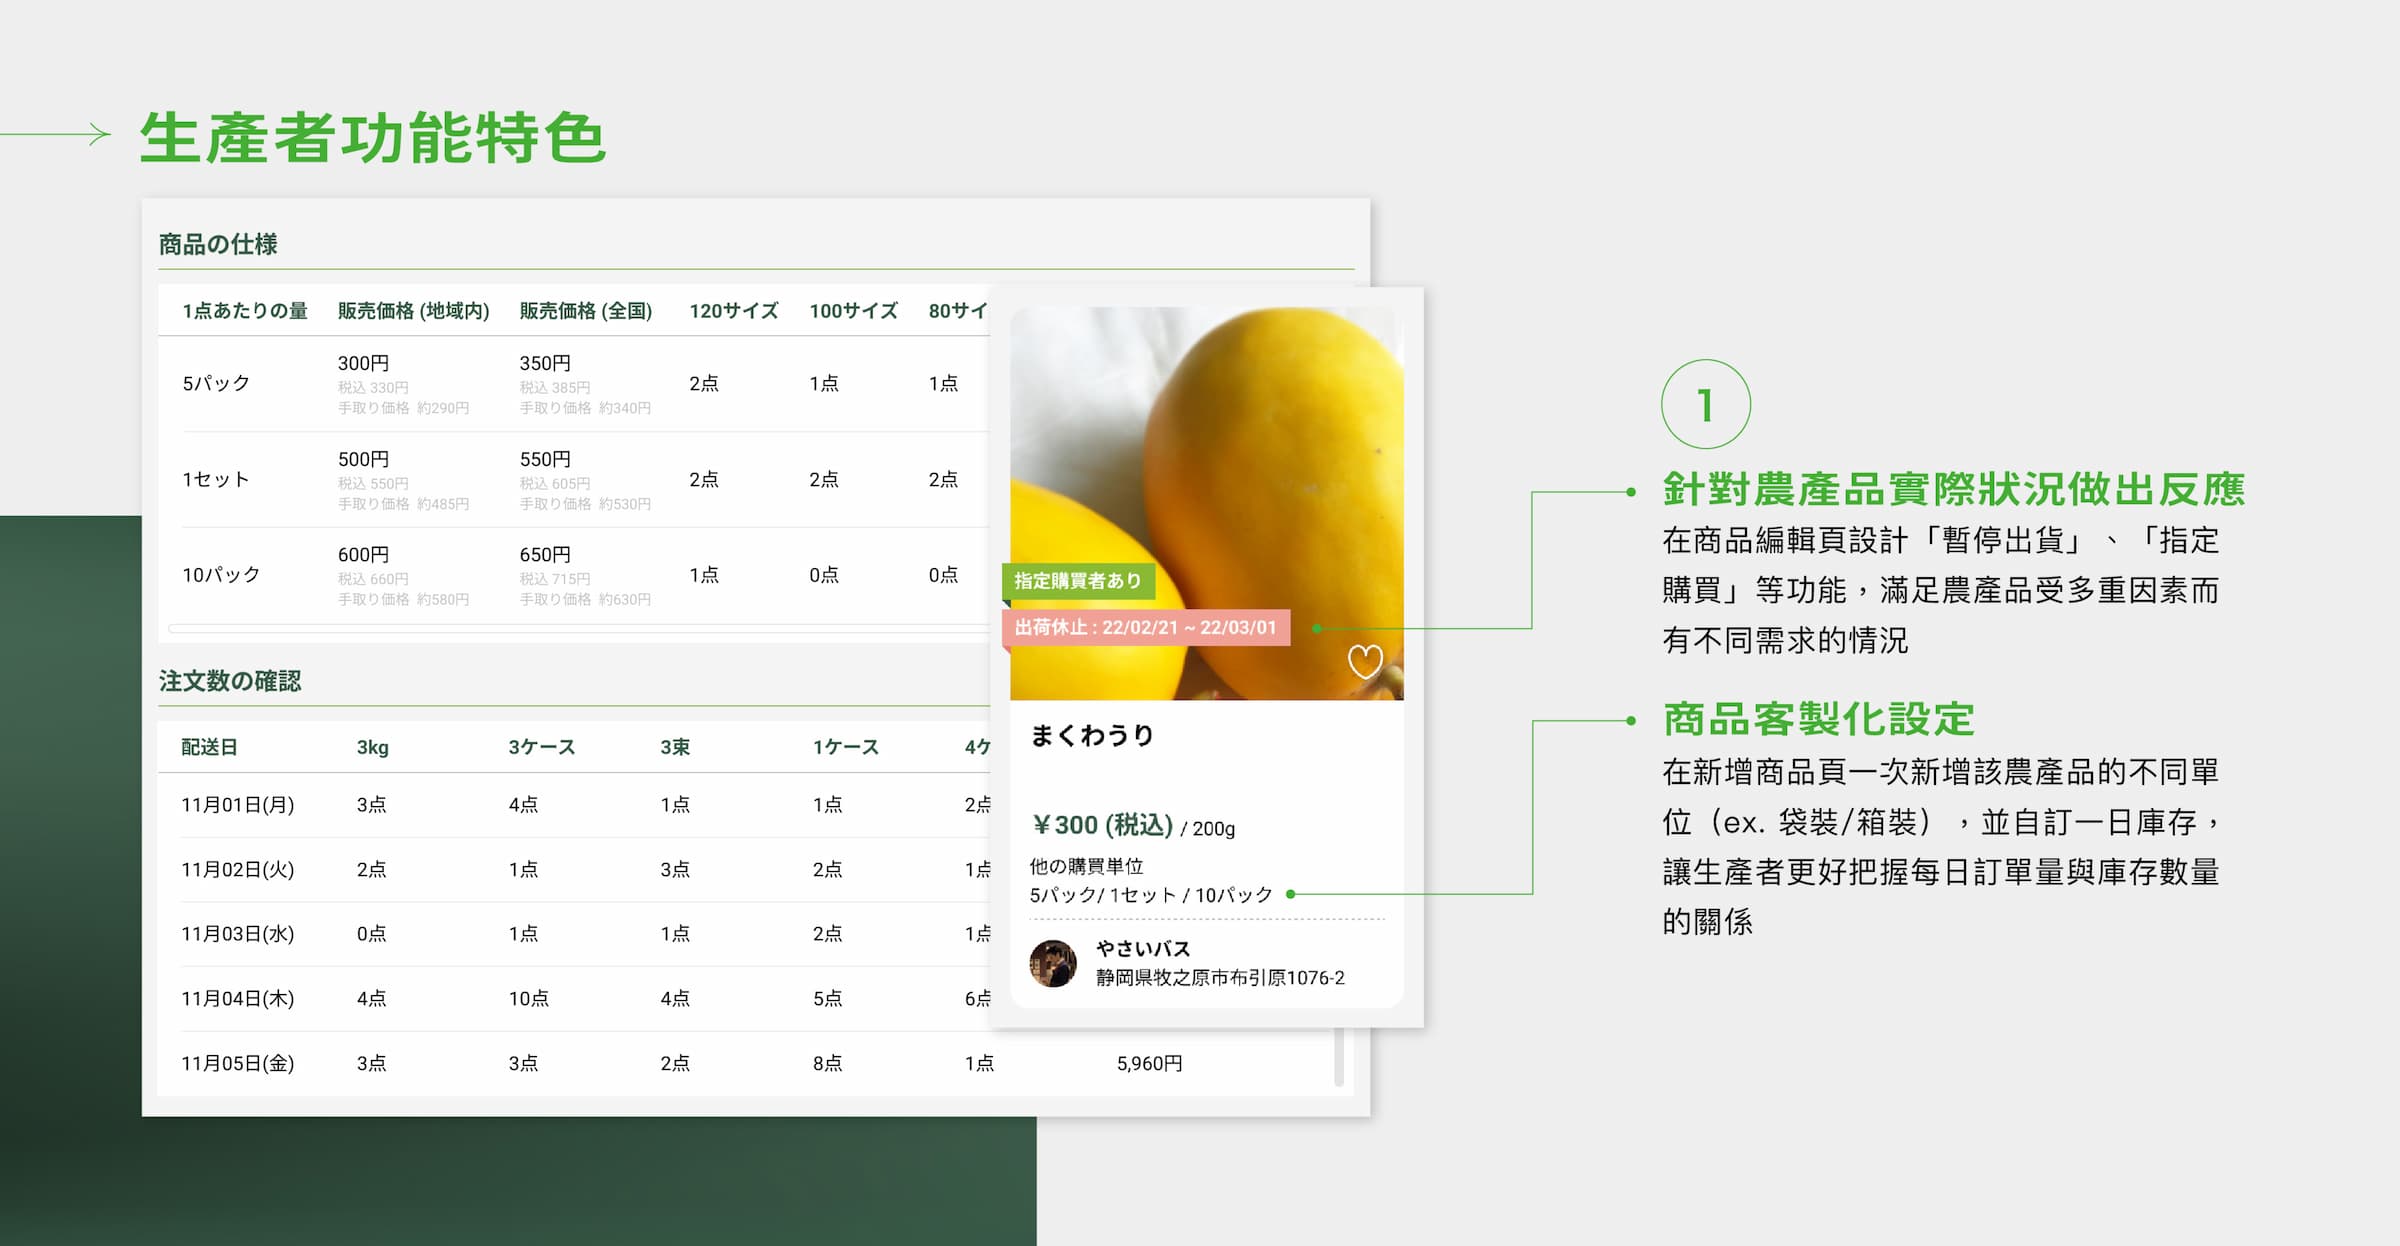 生產者功能特色
商品の仕様
1点あたりの量 販売価格 (地域内) 販売価格 (全国) 120サイズ 100サイズ 80サイ
5パック 300円 350円 2点 1点 1点
税込 330円 税込 385円
手取り価格 約290円 手取り価格 約340円
1セット 500円 550円 2点 2点 2点
税込 550円 税込 605円
手取り価格 約485円 手取り価格 約530円
10パック 600円 650円 1点 0点 0点
税込 660円 税込 715円
手取り価格 約580円 手取り価格 約630円
注文数の確認
配送日 3kg 3ケース 3束 1ケース 4ケ
11月01日(月) 3点 4点 1点 1点 2点
11月02日(火) 2点 1点 3点 2点 1点
11月03日(水) 0点 1点 1点 2点 1点
11月04日(木) 4点 10点 4点 5点 6点
11月05日(金) 3点 3点 2点 8点 1点 5,960円
指定購買者あり
出荷休止 : 22/02/21 ~ 22/03/01
まくわうり
¥300 (税込) / 200g
他の購買単位
5パック/ 1セット / 10パック
やさいバス
静岡県牧之原市布引原1076-2
1
針對農產品實際狀況做出反應
在商品編輯頁設計「暫停出貨」、「指定
購買」等功能，滿足農產品受多重因素而
有不同需求的情況
商品客製化設定
在新增商品頁一次新增該農產品的不同單
位（ex. 袋裝/箱裝），並自訂一日庫存，
讓生產者更好把握每日訂單量與庫存數量
的關係